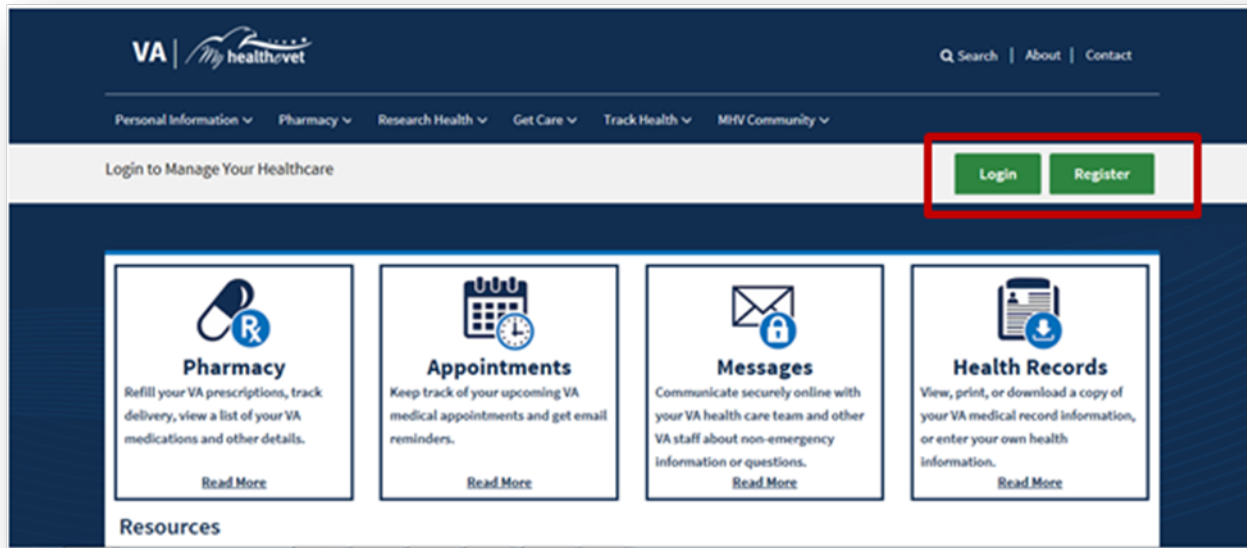 VA | My healthevet
Search | About | Contact
Personal Information Pharmacy Research Health Get Care Track Health MHV Community
Login to Manage Your Healthcare
Login Register
Rx
Pharmacy
Refill your VA prescriptions, track
delivery, view a list of your VA
medications and other details.
Read More
Appointments
Keep track of your upcoming VA
medical appointments and get email
reminders.
Read More
Messages
Communicate securely online with
your VA health care team and other
VA staff about non-emergency
information or questions.
Read More
Health Records
View, print, or download a copy of
your VA medical record information,
or enter your own health
information.
Read More
Resources